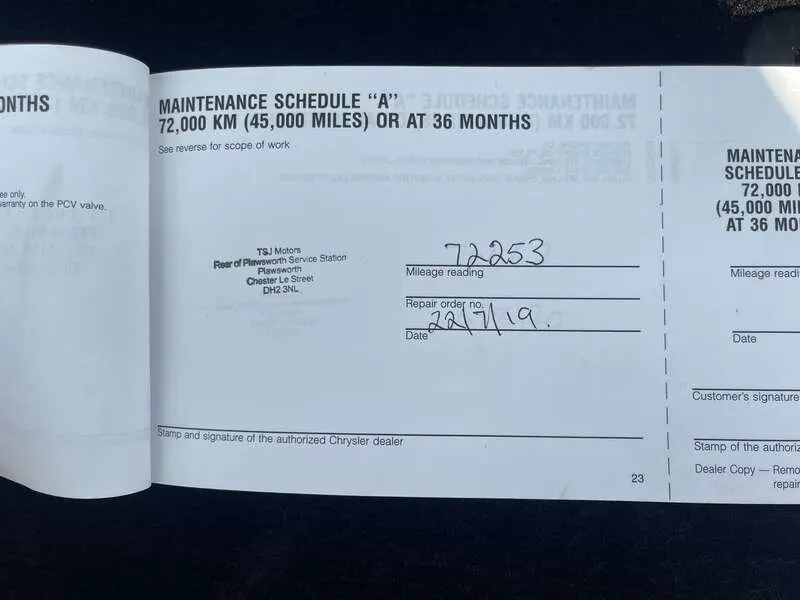 ONTHS
ee only.
arranty on the PCV valve.
MAINTENANCE SCHEDULE “A”
72,000 KM (45,000 MILES) OR AT 36 MONTHS
See reverse for scope of work
TSJ Motors
Rear of Plawsworth Service Station
Plawsworth
Chester Le Street
DH2 3NL
72253
Mileage reading
Repair order no.
22/7/19.
Date
Stamp and signature of the authorized Chrysler dealer
23
MAINTENA
SCHEDULE
72,000
(45,000 MI
AT 36 MO
Mileage readi
Date
Customer's signature
Stamp of the authoriz
Dealer Copy — Remo
repair